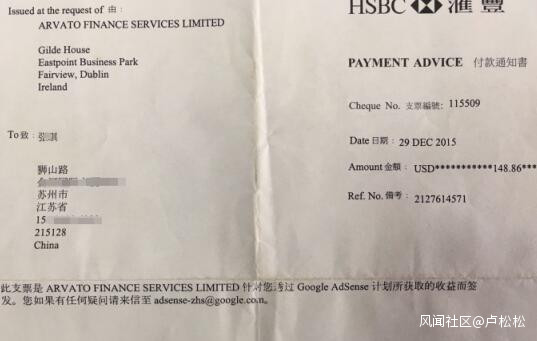 Issued at the request of 由：
ARVATO FINANCE SERVICES LIMITED
Gilde House
Eastpoint Business Park
Fairview, Dublin
Ireland
To 致：
狮山路
苏州市
江苏省
15
215128
China
HSBC 滙豐
PAYMENT ADVICE 付款通知書
Cheque No. 支票編號： 115509
Date 日期： 29 DEC 2015
Amount 金額： USD***********148.86***
Ref. No. 備考： 2127614571
此支票是 ARVATO FINANCE SERVICES LIMITED 针对您透过 Google AdSense 计划所获取的收益而签
发。您如果有任何疑问请来信至 adsense-zhs@google.com。
风闻社区@卢松松